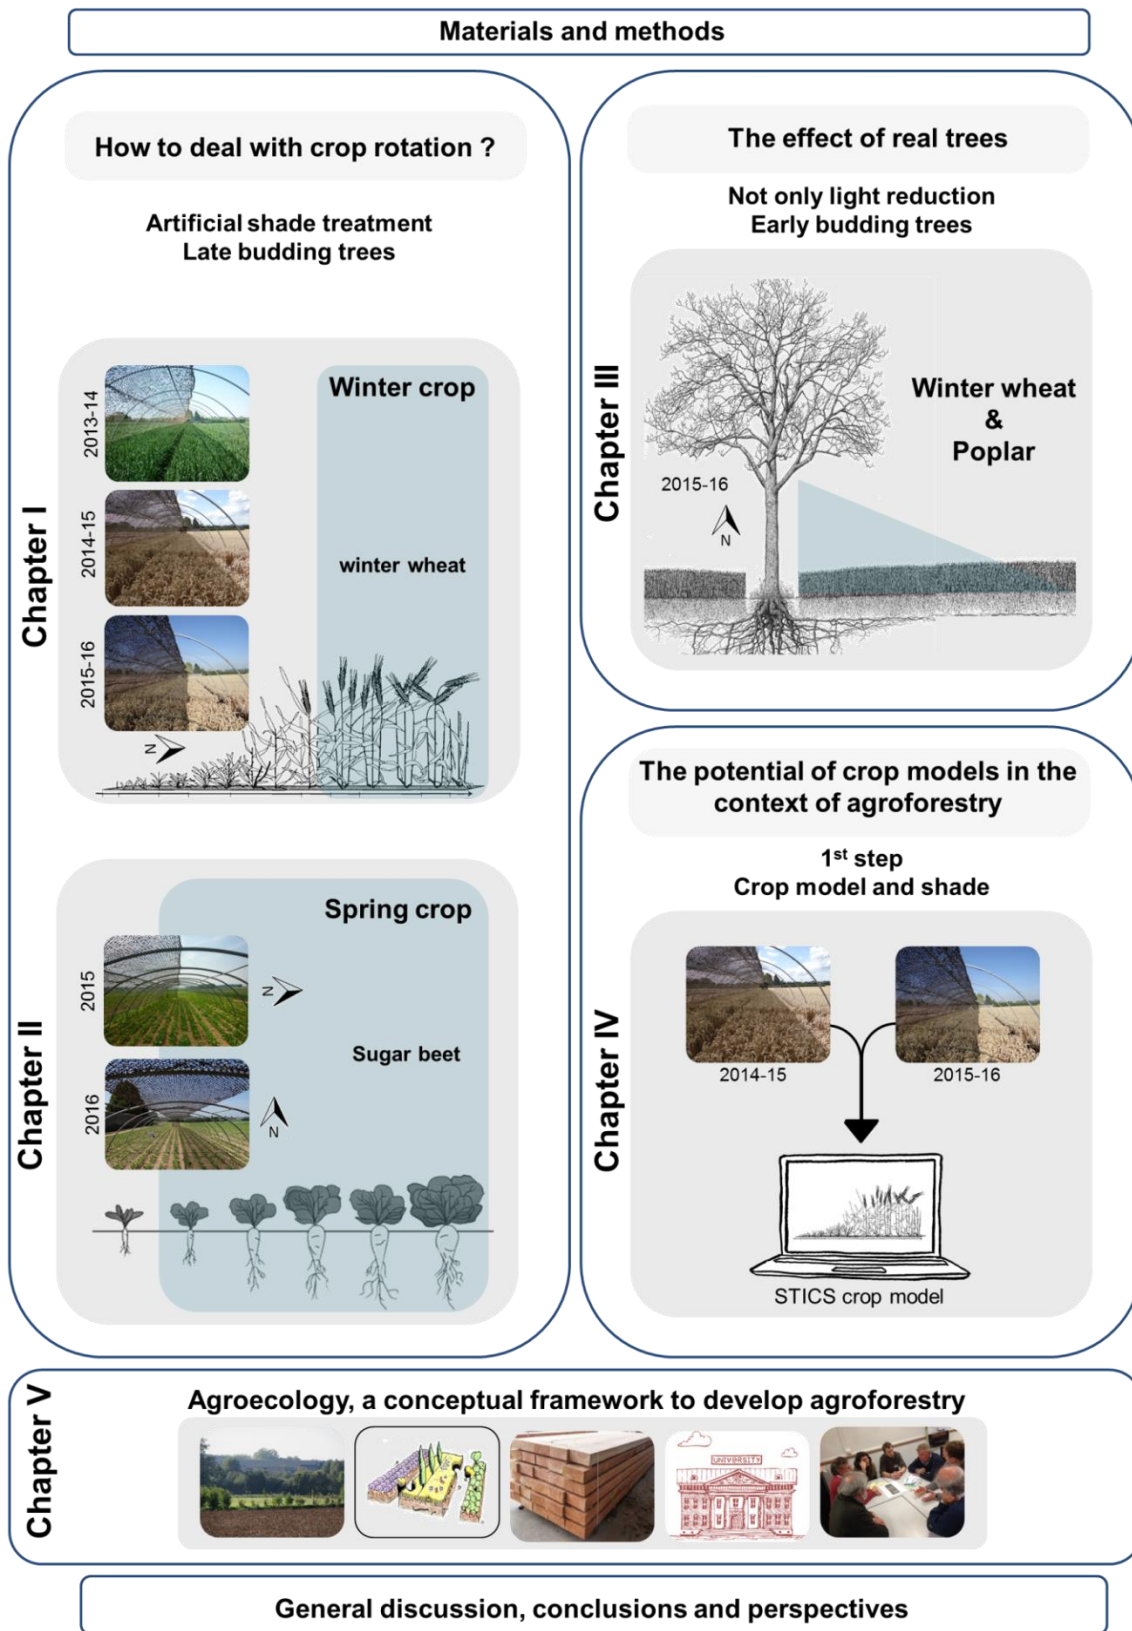 Materials and methods
How to deal with crop rotation ?
Artificial shade treatment
Late budding trees
Chapter I
2013-14
2014-15
2015-16
N
Winter crop
winter wheat
Chapter II
2015
2016
N
N
Spring crop
Sugar beet
The effect of real trees
Not only light reduction
Early budding trees
Chapter III
2015-16
N
Winter wheat
&
Poplar
The potential of crop models in the
context of agroforestry
1st step
Crop model and shade
Chapter IV
2014-15
2015-16
STICS crop model
Chapter V
Agroecology, a conceptual framework to develop agroforestry
UNIVERSITY
General discussion, conclusions and perspectives